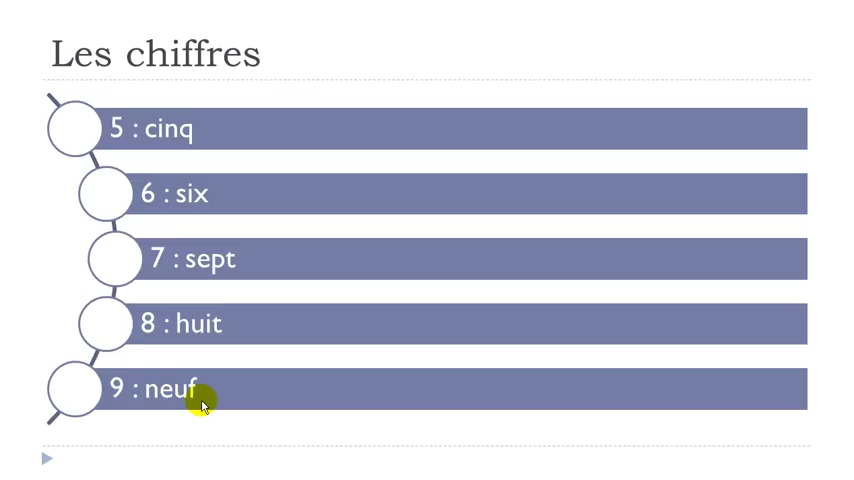 Les chiffres
5 : cinq
6 : six
7 : sept
8 : huit
9 : neuf